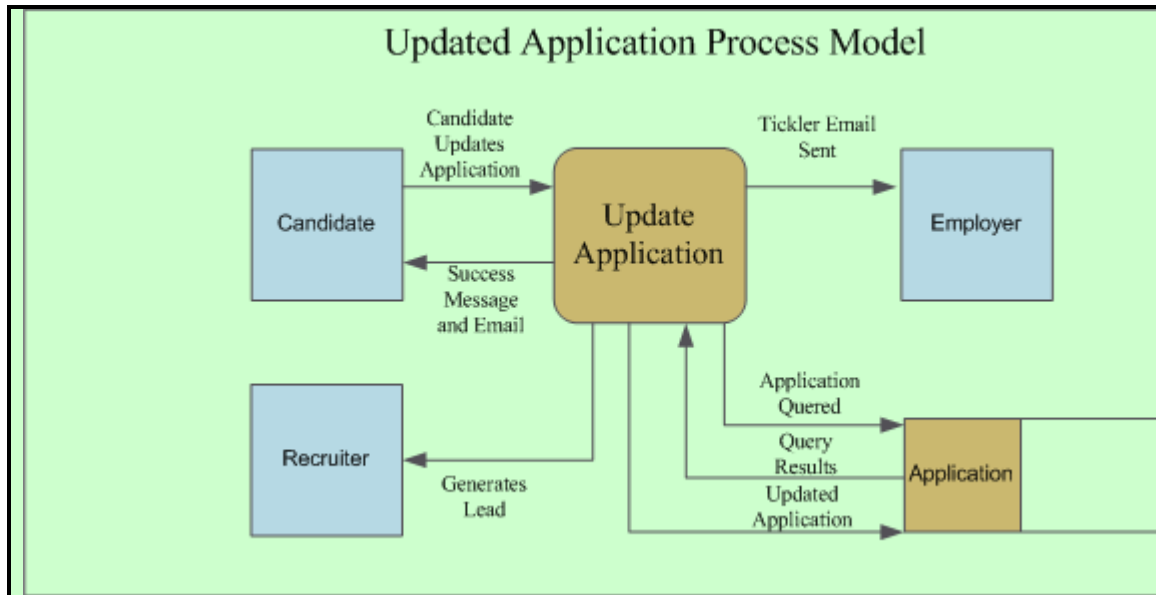 Updated Application Process Model
Candidate
Updates
Application
Tickler Email
Sent
Candidate
Update
Application
Employer
Success
Message
and Email
Application
Quered
Recruiter
Query
Results
Application
Generates
Lead
Updated
Application